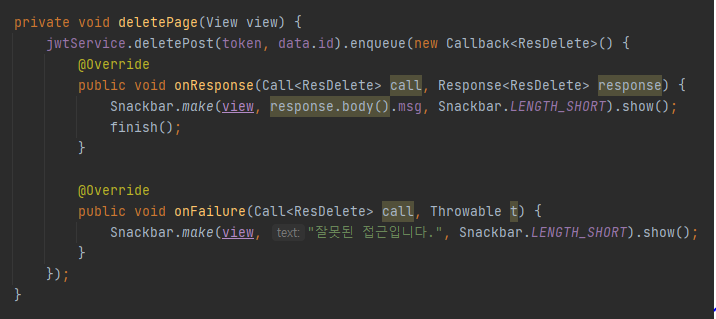 private void deletePage(View view) {
jwtService.deletePost(token, data.id).enqueue(new Callback<ResDelete>() {
@Override
public void onResponse(Call<ResDelete> call, Response<ResDelete> response) {
Snackbar.make(view, response.body().msg, Snackbar.LENGTH_SHORT).show();
finish();
}
@Override
public void onFailure(Call<ResDelete> call, Throwable t) {
Snackbar.make(view, text: "잘못된 접근입니다.", Snackbar.LENGTH_SHORT).show();
}
});
}